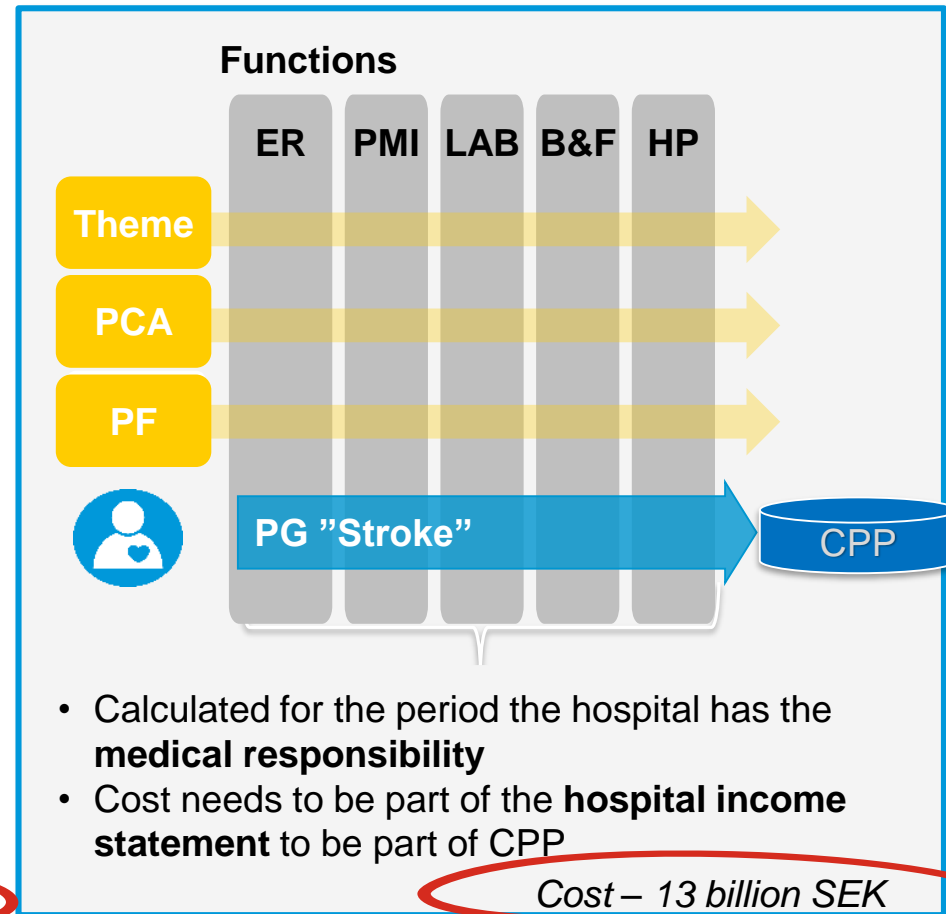 Functions
ER PMI LAB B&F HP
Theme
PCA
PF
PG ”Stroke”
CPP
• Calculated for the period the hospital has the
medical responsibility
• Cost needs to be part of the hospital income
statement to be part of CPP
Cost – 13 billion SEK